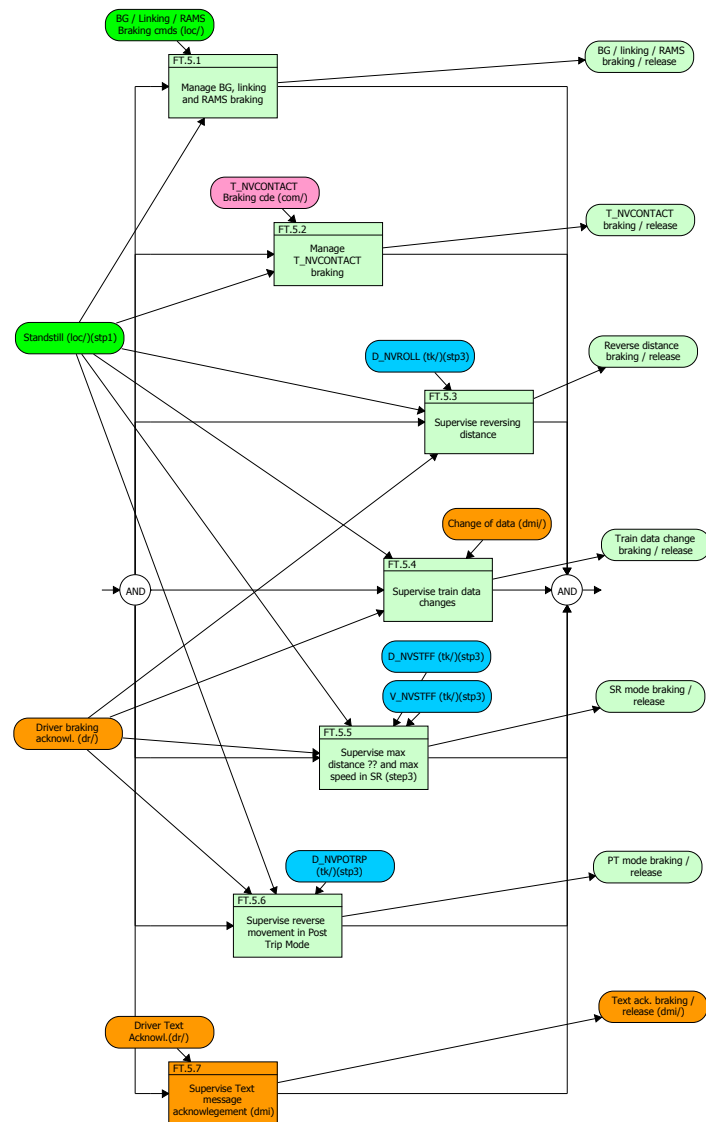 BG / Linking / RAMS
Braking cmds (loc/)
BG / linking / RAMS
braking / release
FT.5.1
Manage BG, linking
and RAMS braking
T_NVCONTACT
Braking cde (com/)
T_NVCONTACT
braking / release
FT.5.2
Manage
T_NVCONTACT
braking
Standstill (loc/)(stp1)
D_NVROLL (tk/)(stp3)
Reverse distance
braking / release
FT.5.3
Supervise reversing
distance
Change of data (dmi/)
Train data change
braking / release
FT.5.4
Supervise train data
changes
AND
AND
D_NVSTFF (tk/)(stp3)
V_NVSTFF (tk/)(stp3)
SR mode braking /
release
Driver braking
acknowl. (dr/)
FT.5.5
Supervise max
distance ?? and max
speed in SR (step3)
D_NVPOTRP
(tk/)(stp3)
PT mode braking /
release
FT.5.6
Supervise reverse
movement in Post
Trip Mode
Text ack. braking /
release (dmi/)
Driver Text
Acknowl.(dr/)
FT.5.7
Supervise Text
message
acknowlegement (dmi)